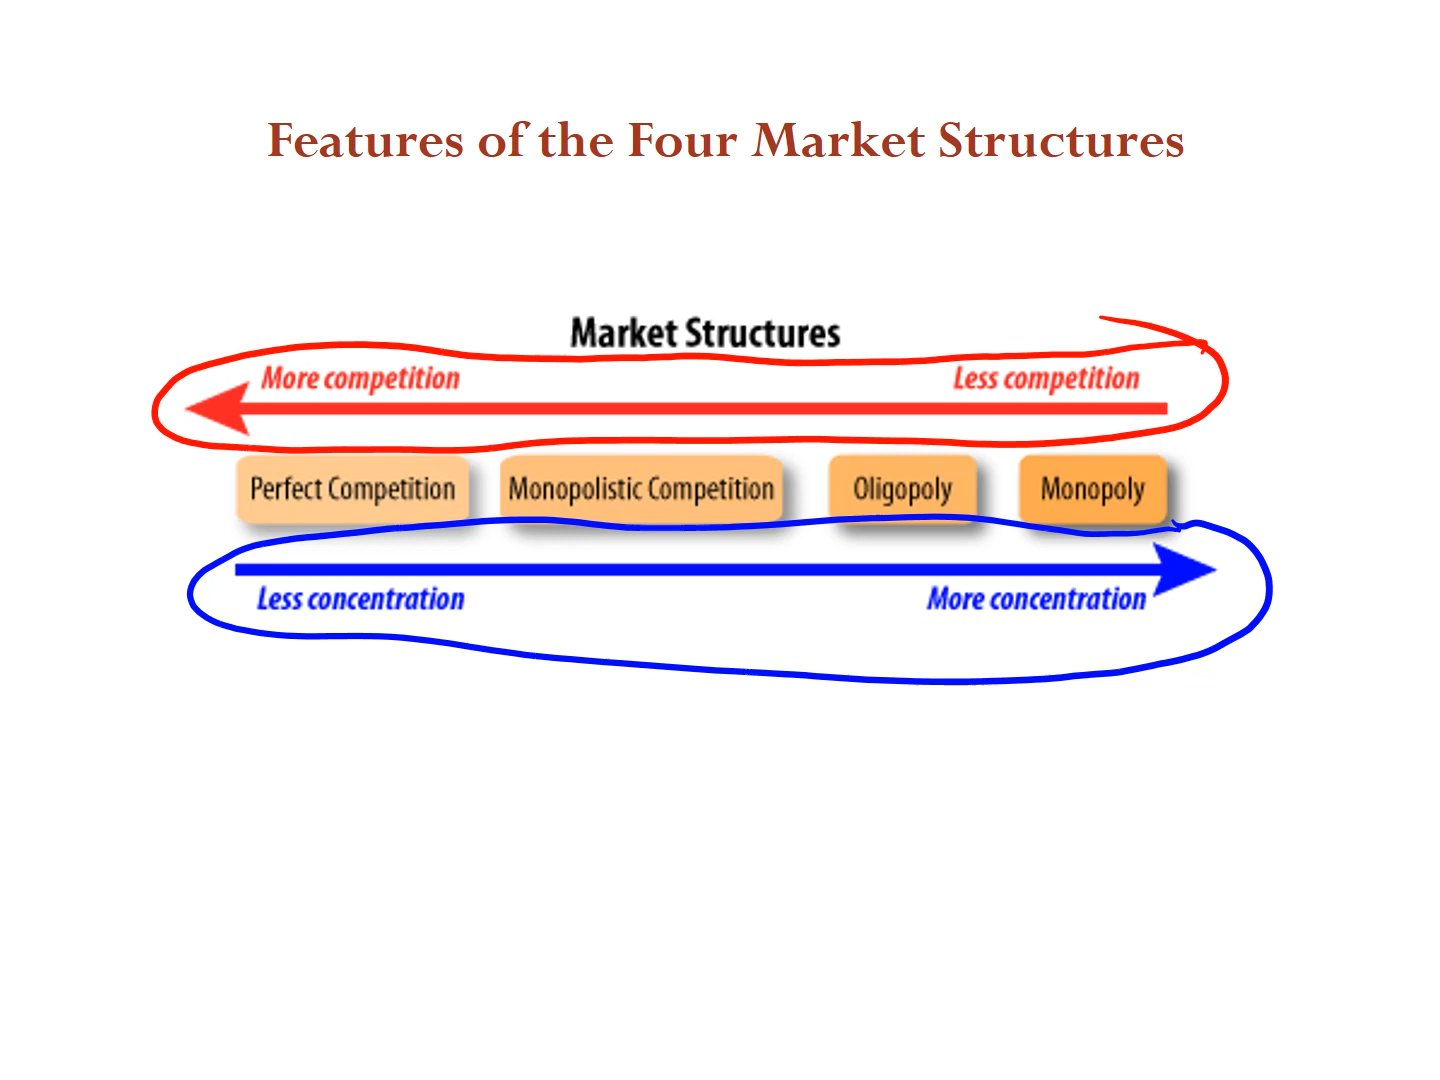 Features of the Four Market Structures
Market Structures
More competition Less competition
Perfect Competition Monopolistic Competition Oligopoly Monopoly
Less concentration More concentration